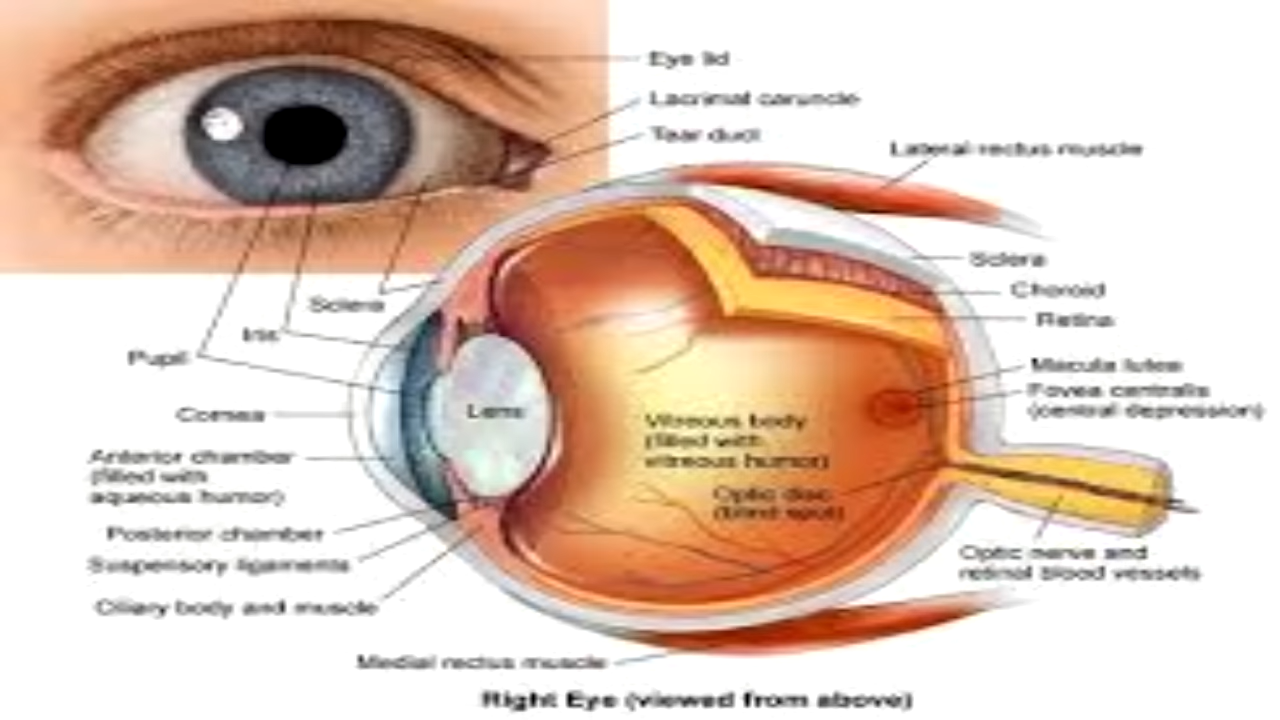 Eye lid
Lacrimal caruncle
Tear duct
Lateral rectus muscle
Sclera
Choroid
Retina
Macula lutea
Fovea centralis
(central depression)
Sclera
Iris
Pupil
Cornea
Lens
Vitreous body
(filled with
vitreous humor)
Anterior chamber
(filled with
aqueous humor)
Optic disc
(blind spot)
Posterior chamber
Suspensory ligaments
Ciliary body and muscle
Optic nerve and
retinal blood vessels
Medial rectus muscle
Right Eye (viewed from above)